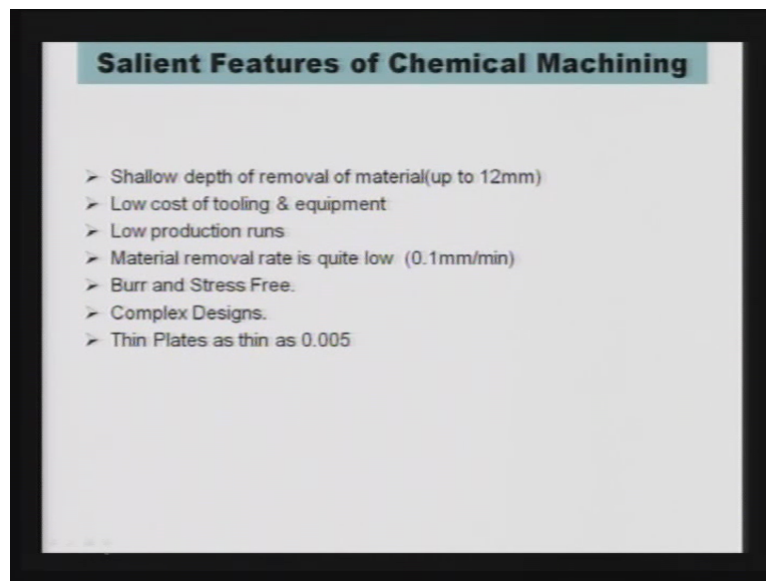 Salient Features of Chemical Machining
➢ Shallow depth of removal of material(up to 12mm)
➢ Low cost of tooling & equipment
➢ Low production runs
➢ Material removal rate is quite low (0.1mm/min)
➢ Burr and Stress Free.
➢ Complex Designs.
➢ Thin Plates as thin as 0.005